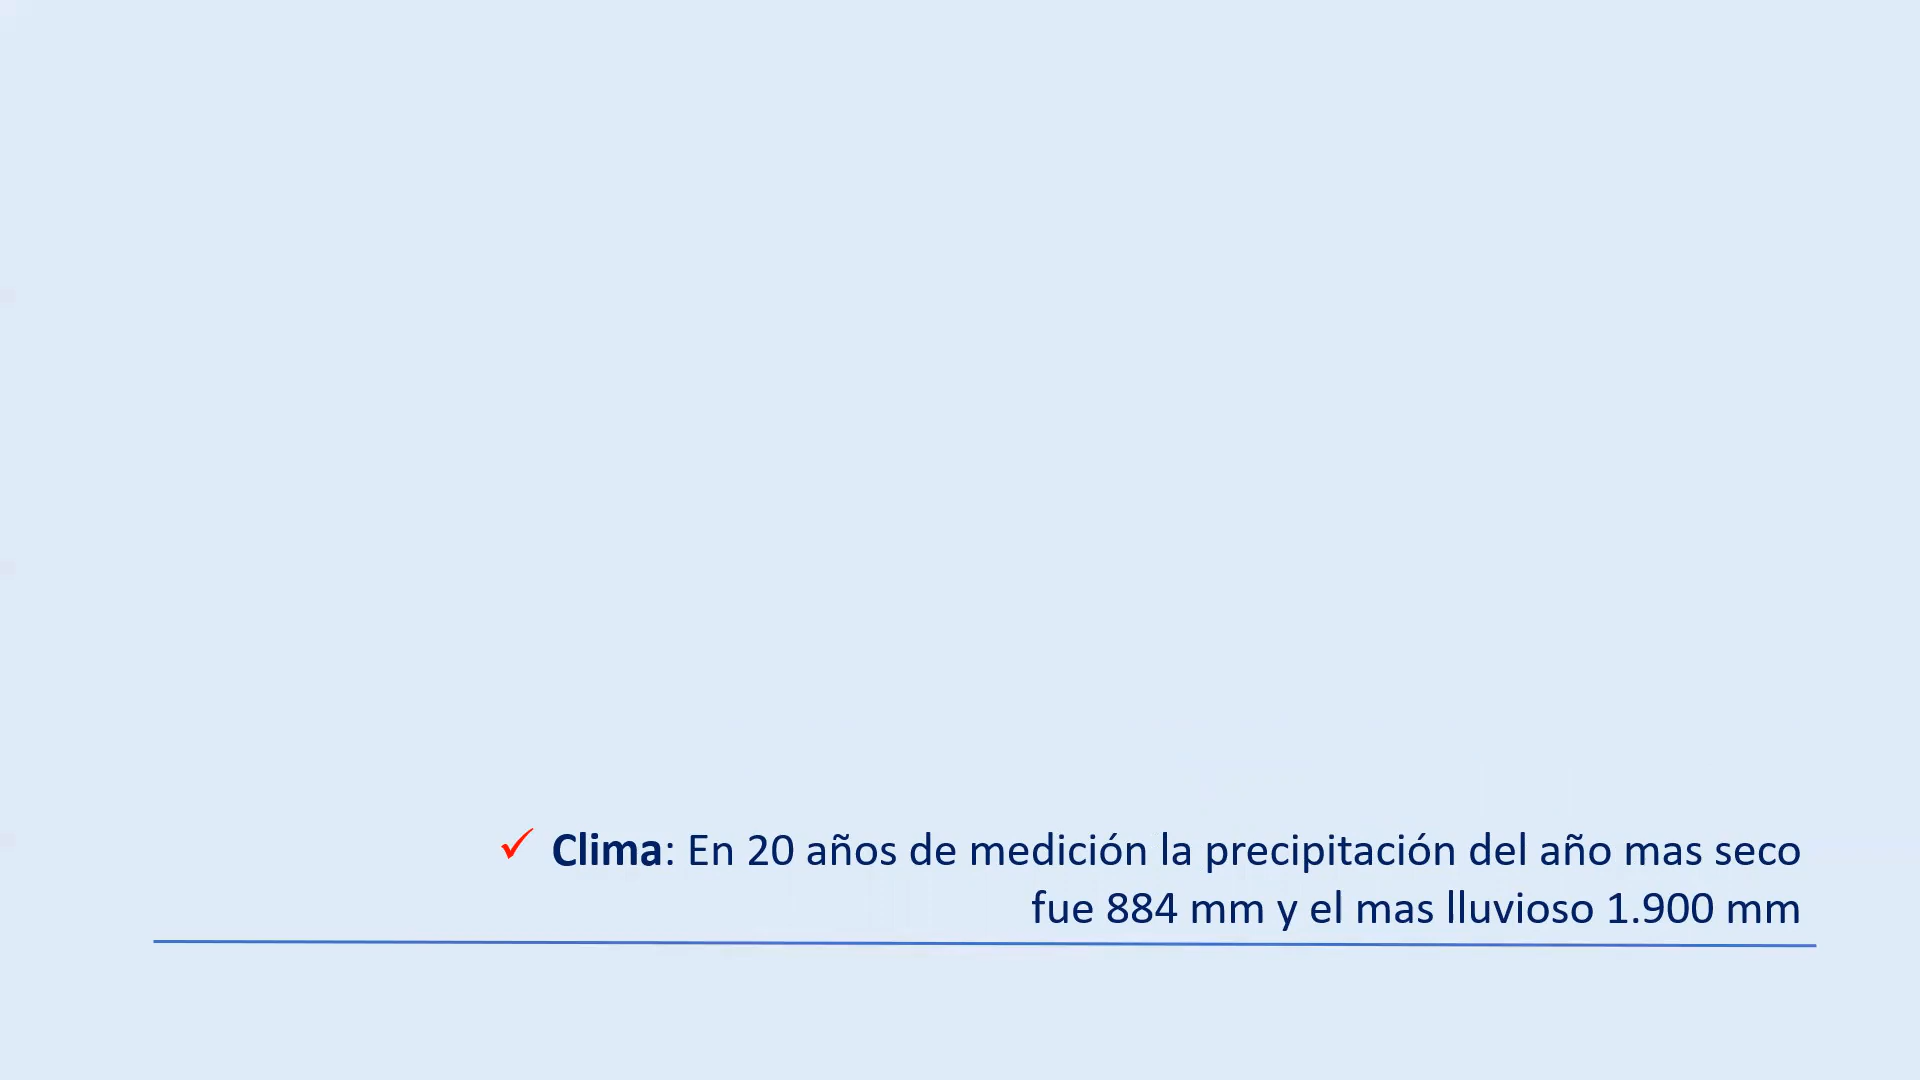 ✓ Clima: En 20 años de medición la precipitación del año mas seco
fue 884 mm y el mas lluvioso 1.900 mm